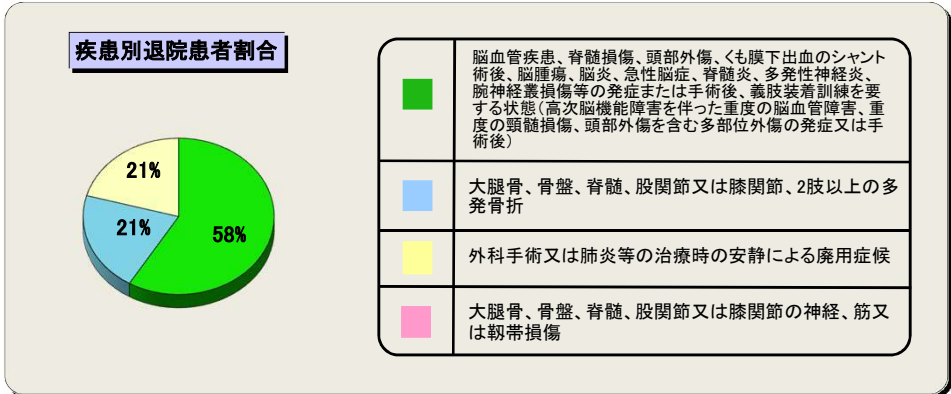 疾患別退院患者割合
21%
21%
58%
脳血管疾患、脊髄損傷、頭部外傷、くも膜下出血のシャント
術後、脳腫瘍、脳炎、急性脳症、脊髄炎、多発性神経炎、
腕神経叢損傷等の発症または手術後、義肢装着訓練を要
する状態(高次脳機能障害を伴った重度の脳血管障害、重
度の頸髄損傷、頭部外傷を含む多部位外傷の発症又は手
術後)
大腿骨、骨盤、脊髄、股関節又は膝関節、2肢以上の多
発骨折
外科手術又は肺炎等の治療時の安静による廃用症候
大腿骨、骨盤、脊髄、股関節又は膝関節の神経、筋又
は靱帯損傷